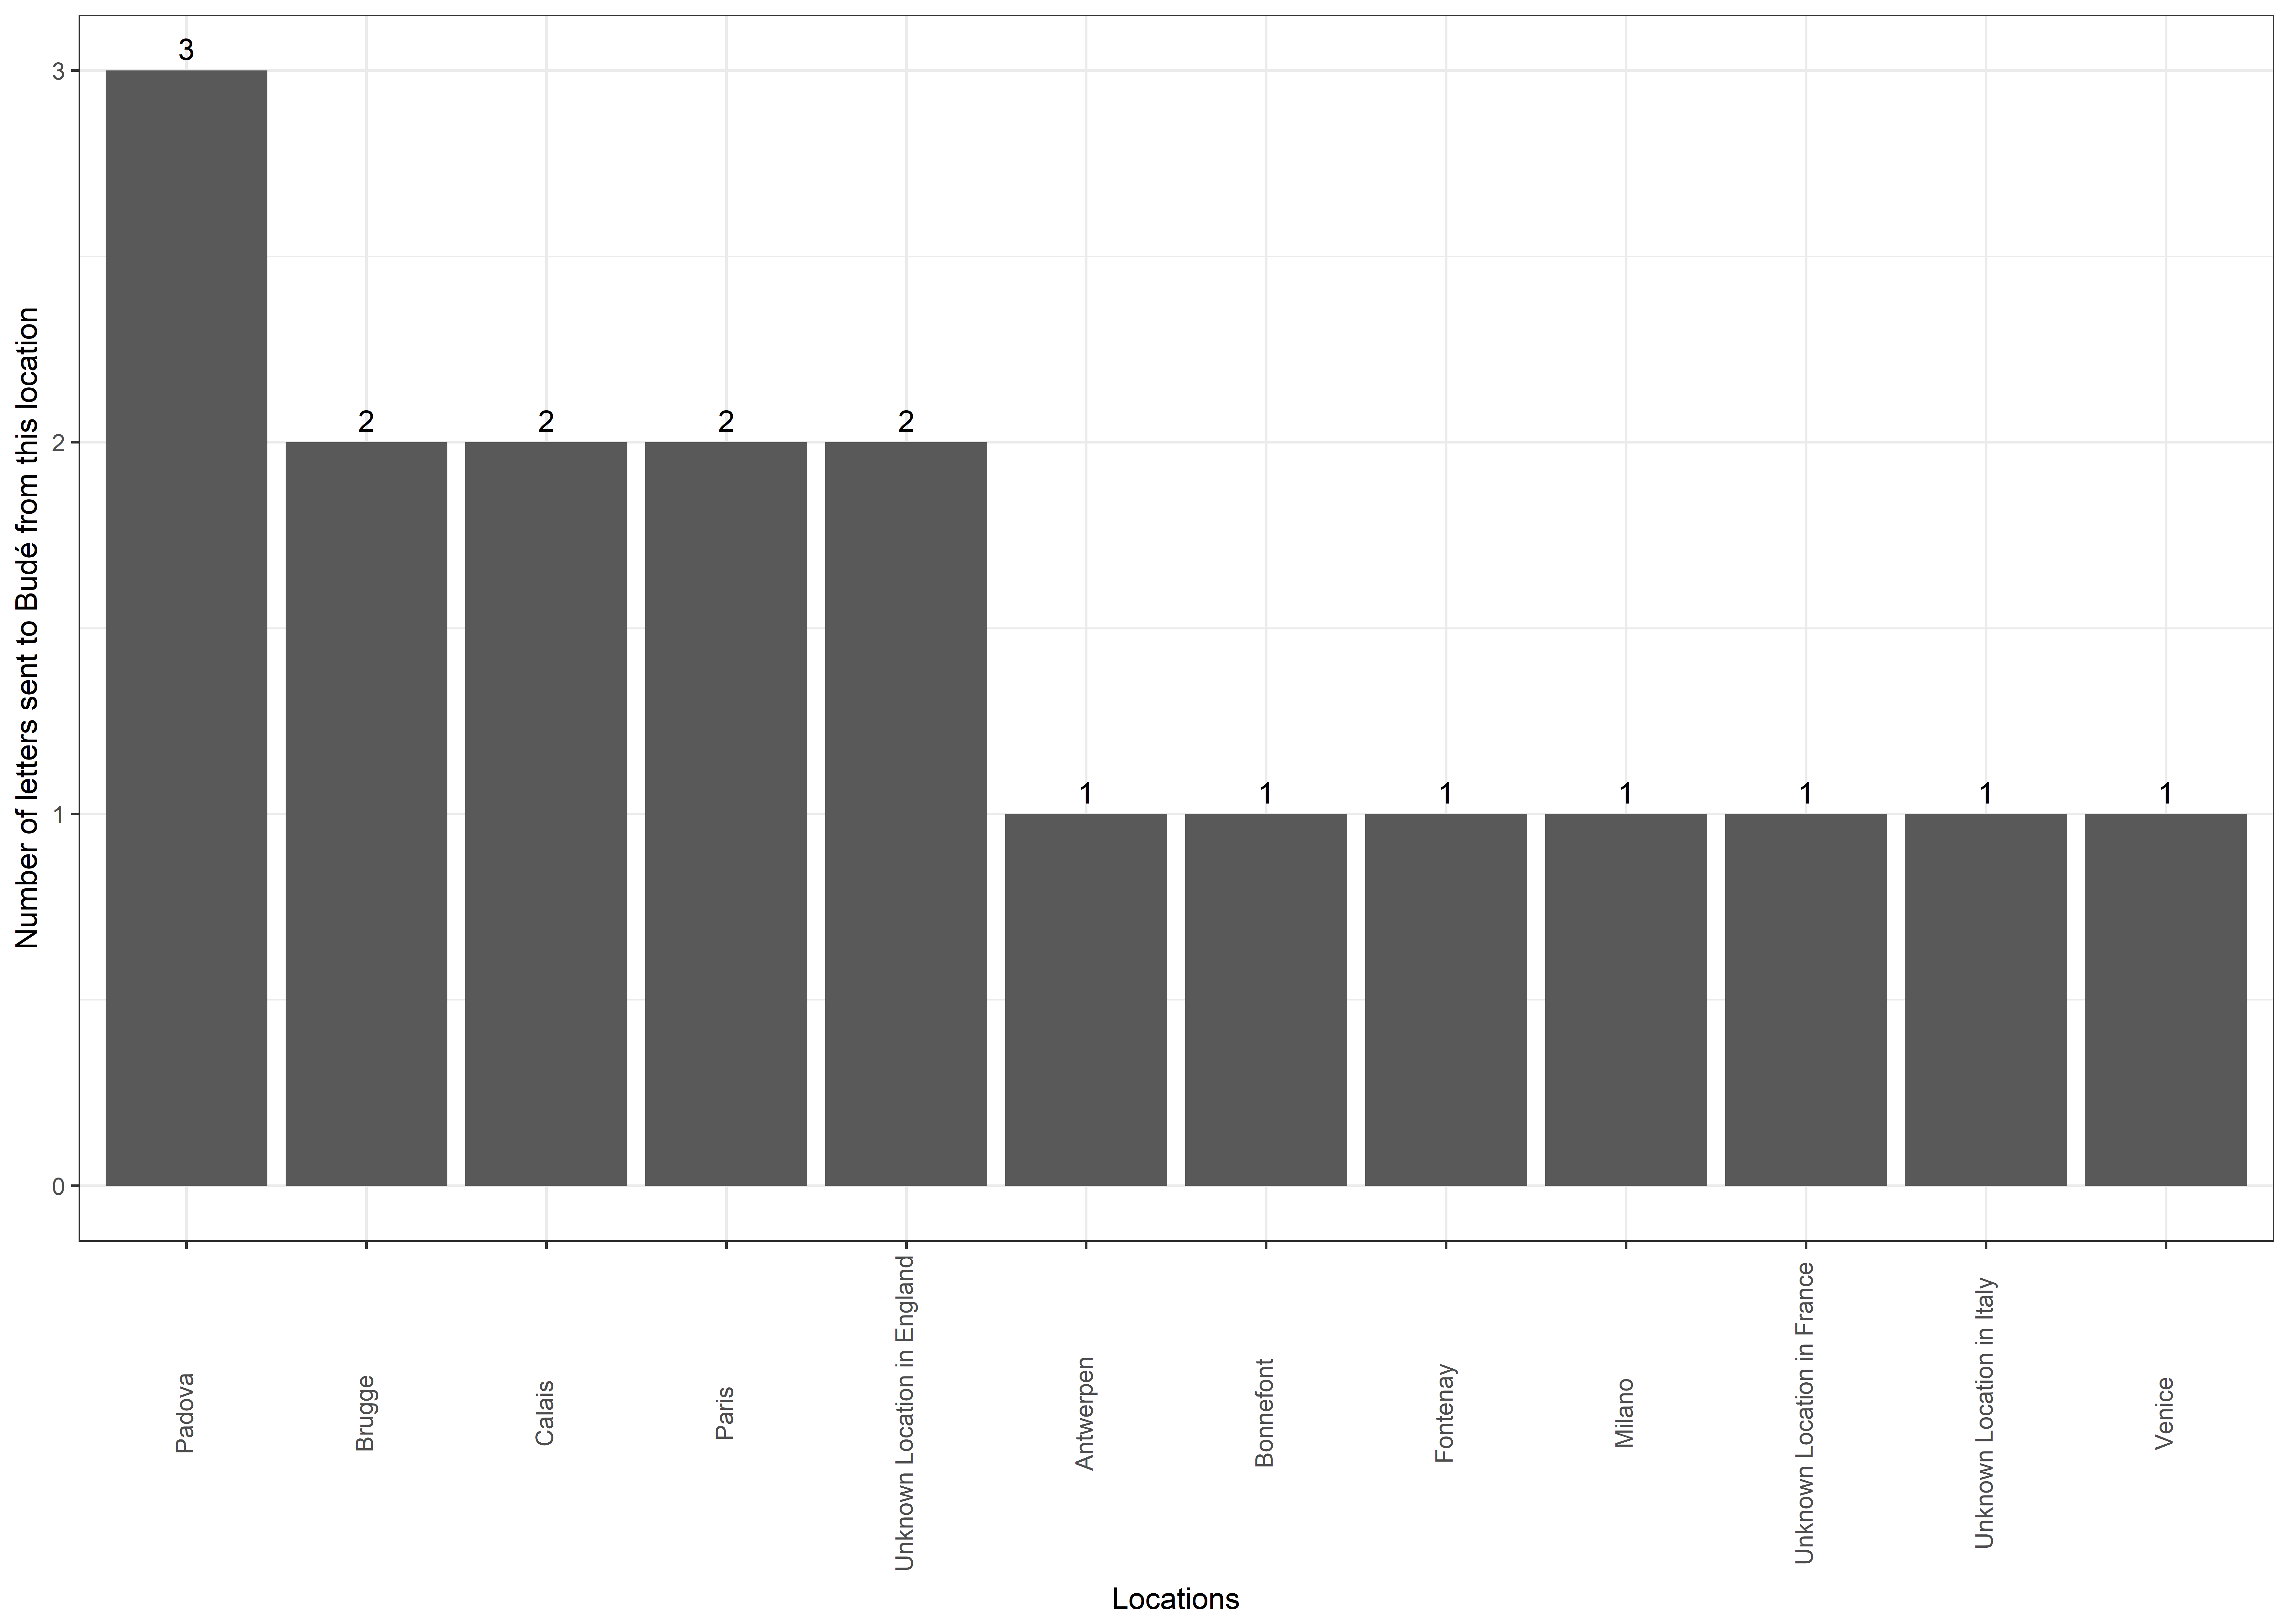 Number of letters sent to Budé from this location
3
2
1
0
3
2
2
2
2
1
1
1
1
1
1
1
Padova
Brugge
Calais
Paris
Unknown Location in England
Antwerpen
Bonnefont
Fontenay
Milano
Unknown Location in France
Unknown Location in Italy
Venice
Locations